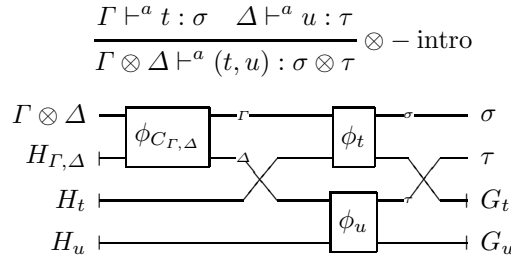 Γ ⊢ᵃ t : σ    Δ ⊢ᵃ u : τ
Γ ⊗ Δ ⊢ᵃ (t, u) : σ ⊗ τ    ⊗ − intro
Γ ⊗ Δ    ϕ_{C_{Γ,Δ}}    Γ    ϕ_t    σ    σ
H_{Γ,Δ}    Δ    τ
H_t    ϕ_u    τ    G_t
H_u    G_u